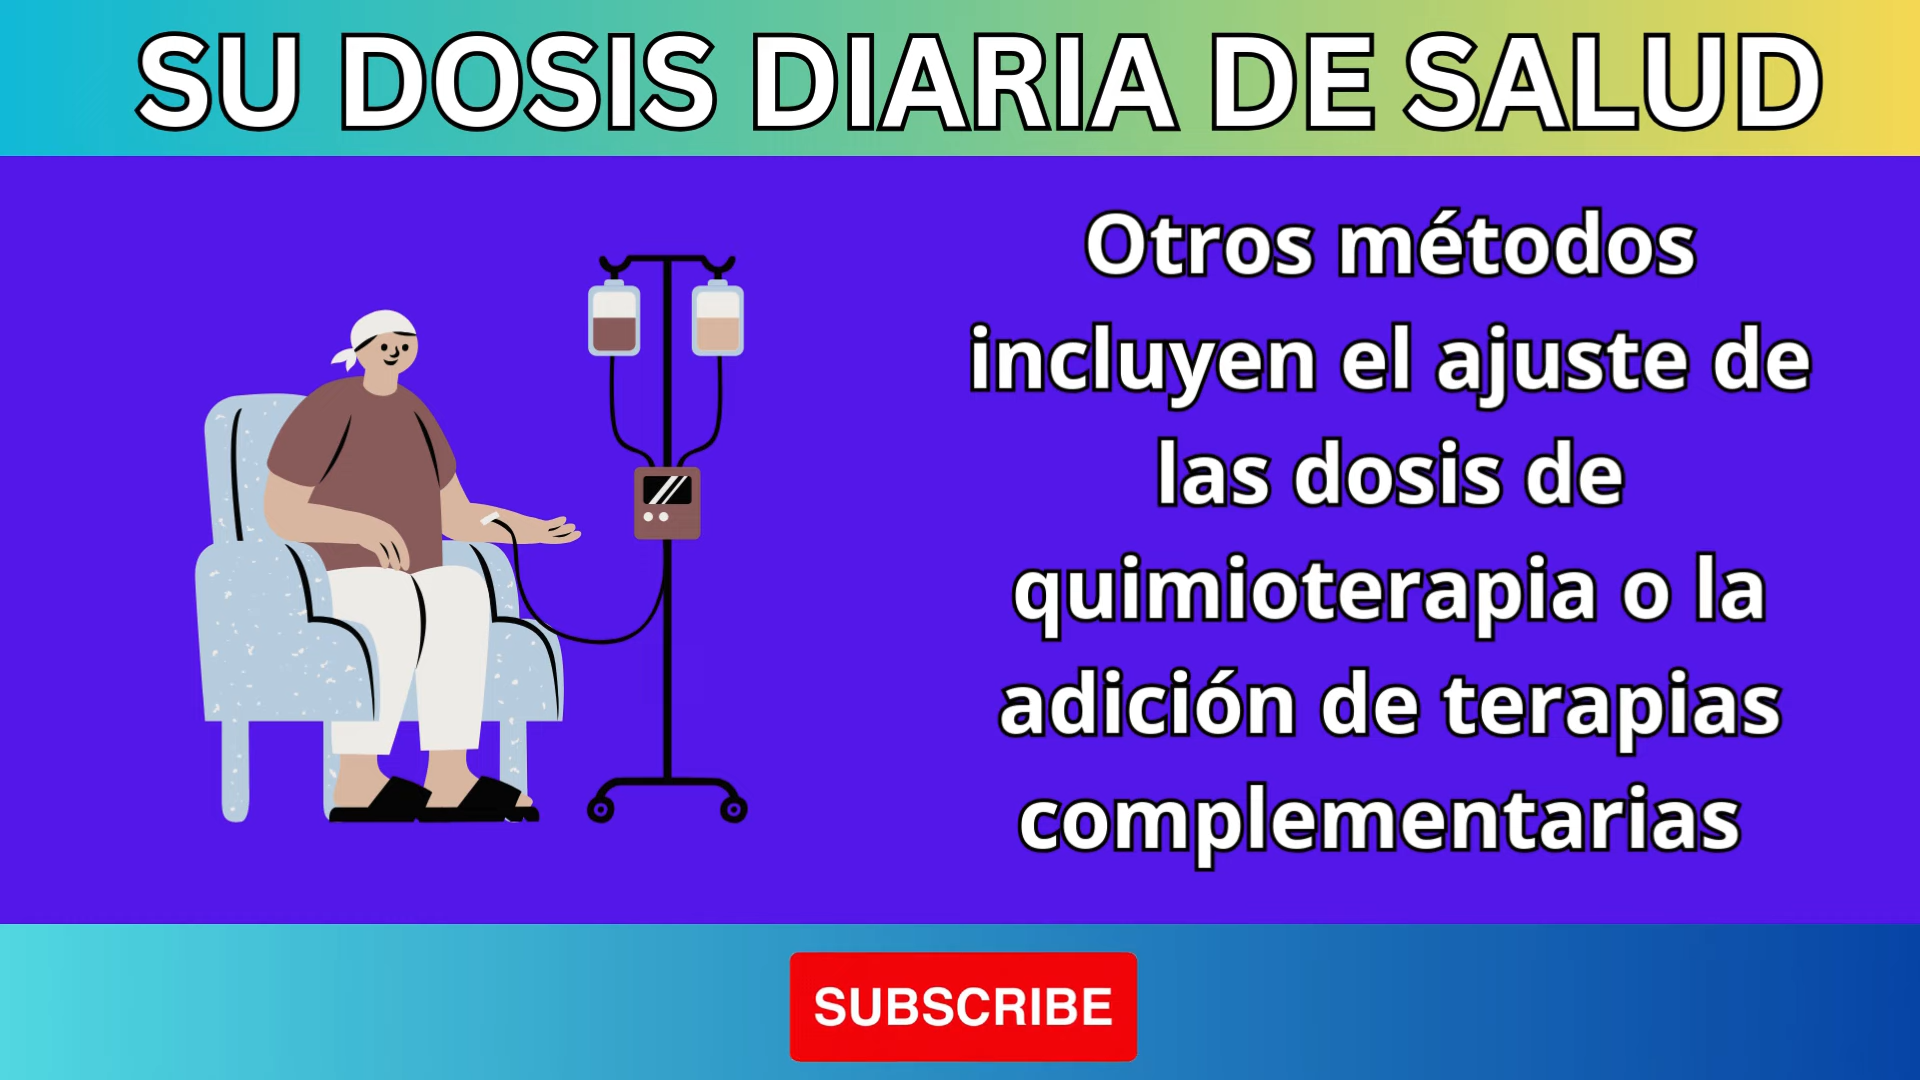 SU DOSIS DIARIA DE SALUD
Otros métodos
incluyen el ajuste de
las dosis de
quimioterapia o la
adición de terapias
complementarias
SUBSCRIBE